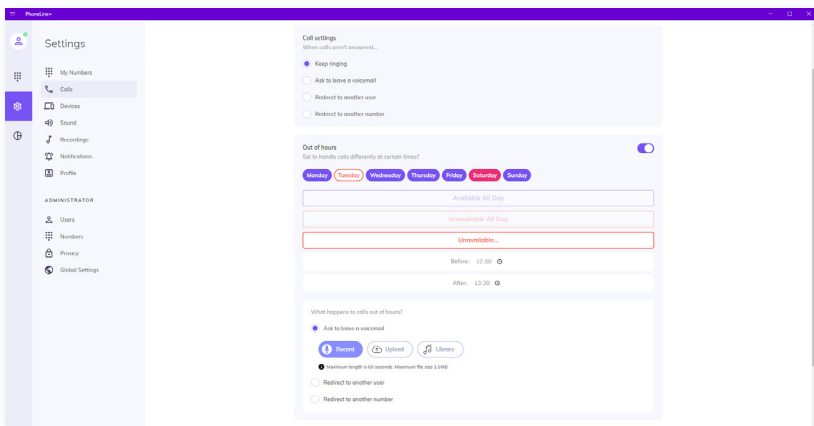 PhoneLine+
Settings
My Numbers
Calls
Devices
Sound
Recordings
Notifications
Profile
ADMINISTRATOR
Users
Numbers
Privacy
Global Settings
Call settings
When calls aren't answered...
Keep ringing
Ask to leave a voicemail
Redirect to another user
Redirect to another number
Out of hours
Set to handle calls differently at certain times?
Monday Tuesday Wednesday Thursday Friday Saturday Sunday
Available All Day
Unavailable All Day
Unavailable...
Before: 12:00
After: 13:30
What happens to calls out of hours?
Ask to leave a voicemail
Record Upload Library
Maximum length is 60 seconds. Maximum file size 1.5MB
Redirect to another user
Redirect to another number